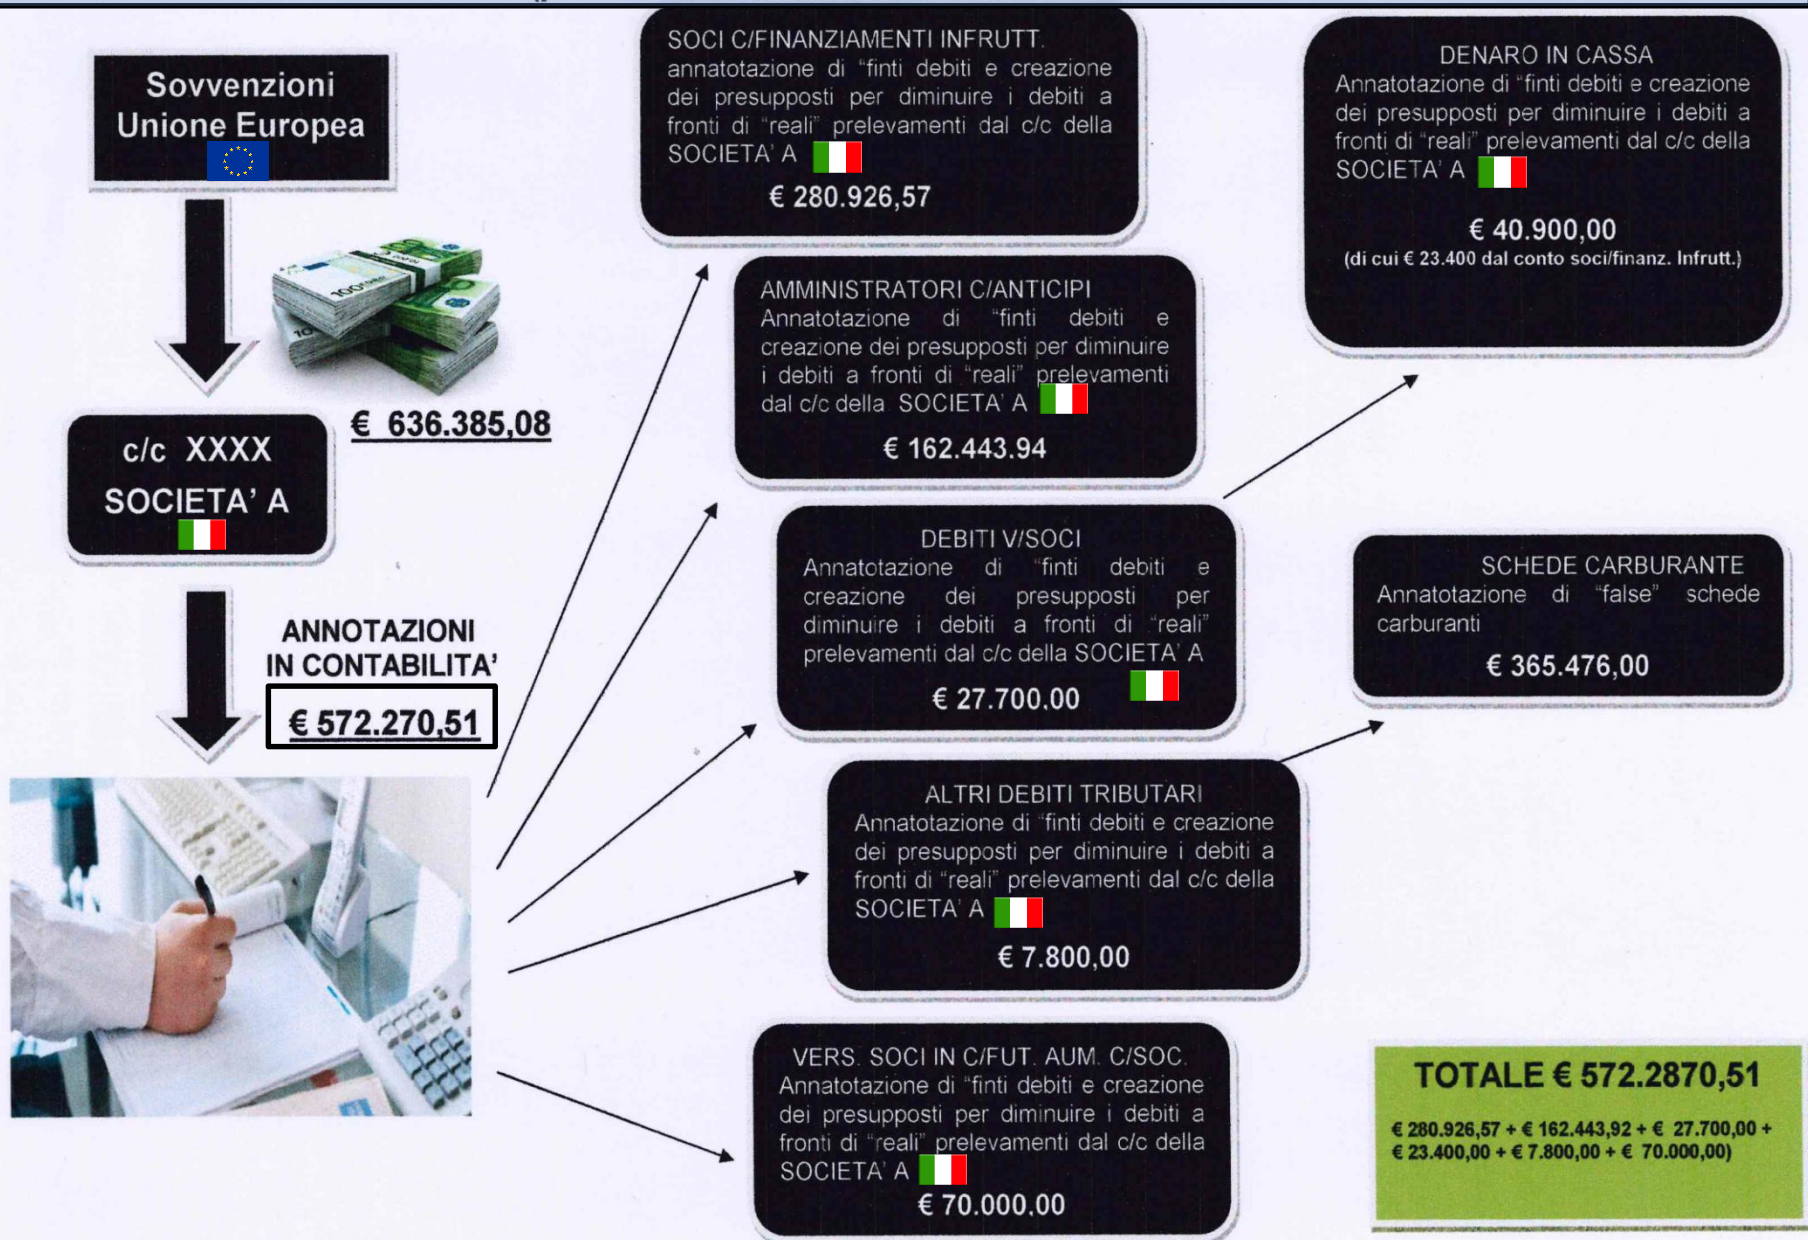 Sovvenzioni
Unione Europea
€ 636.385,08
c/c XXXX
SOCIETA' A
ANNOTAZIONI
IN CONTABILITA'
€ 572.270,51
SOCI C/FINANZIAMENTI INFRUTT.
annatotazione di "finti debiti e creazione
dei presupposti per diminuire i debiti a
fronti di "reali" prelevamenti dal c/c della
SOCIETA' A
€ 280.926,57
AMMINISTRATORI C/ANTICIPI
Annatotazione di "finti debiti e
creazione dei presupposti per diminuire
i debiti a fronti di "reali" prelevamenti
dal c/c della SOCIETA' A
€ 162.443.94
DEBITI V/SOCI
Annatotazione di "finti debiti e
creazione dei presupposti per
diminuire i debiti a fronti di "reali"
prelevamenti dal c/c della SOCIETA' A
€ 27.700.00
ALTRI DEBITI TRIBUTARI
Annatotazione di "finti debiti e creazione
dei presupposti per diminuire i debiti a
fronti di "reali" prelevamenti dal c/c della
SOCIETA' A
€ 7.800,00
VERS. SOCI IN C/FUT. AUM. C/SOC.
Annatotazione di "finti debiti e creazione
dei presupposti per diminuire i debiti a
fronti di "reali" prelevamenti dal c/c della
SOCIETA' A
€ 70.000,00
DENARO IN CASSA
Annatotazione di "finti debiti e creazione
dei presupposti per diminuire i debiti a
fronti di "reali" prelevamenti dal c/c della
SOCIETA' A
€ 40.900,00
(di cui € 23.400 dal conto soci/finanz. Infrutt.)
SCHEDE CARBURANTE
Annatotazione di "false" schede
carburanti
€ 365.476,00
TOTALE € 572.2870,51
€ 280.926,57 + € 162.443,92 + € 27.700,00 +
€ 23.400,00 + € 7.800,00 + € 70.000,00)